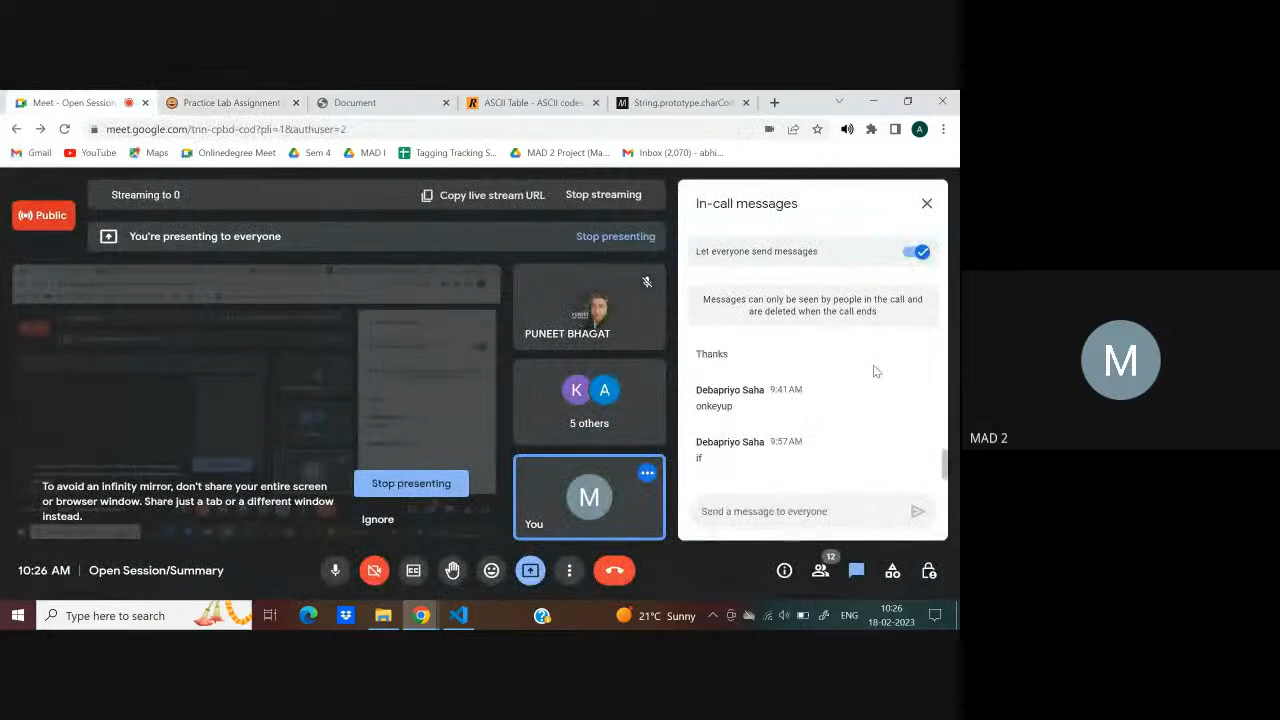 Meet - Open Session
Practice Lab Assignment
Document
ASCII Table - ASCII codes
String.prototype.charCod
meet.google.com/tnn-cpbd-cod?pli=1&authuser=2
A
Gmail
YouTube
Maps
Onlinedegree Meet
Sem 4
MAD I
Tagging Tracking S...
MAD 2 Project (Ma...
Inbox (2,070) - abhi...
Public
Streaming to 0
Copy live stream URL
Stop streaming
You're presenting to everyone
Stop presenting
To avoid an infinity mirror, don't share your entire screen
or browser window. Share just a tab or a different window
instead.
Stop presenting
Ignore
PUNEET BHAGAT
K A
5 others
M
You
In-call messages
Let everyone send messages
Messages can only be seen by people in the call and
are deleted when the call ends
Thanks
Debapriyo Saha 9:41 AM
onkeyup
Debapriyo Saha 9:57 AM
if
Send a message to everyone
10:26 AM | Open Session/Summary
12
Type here to search
21°C Sunny
ENG
10:26
18-02-2023
M
MAD 2